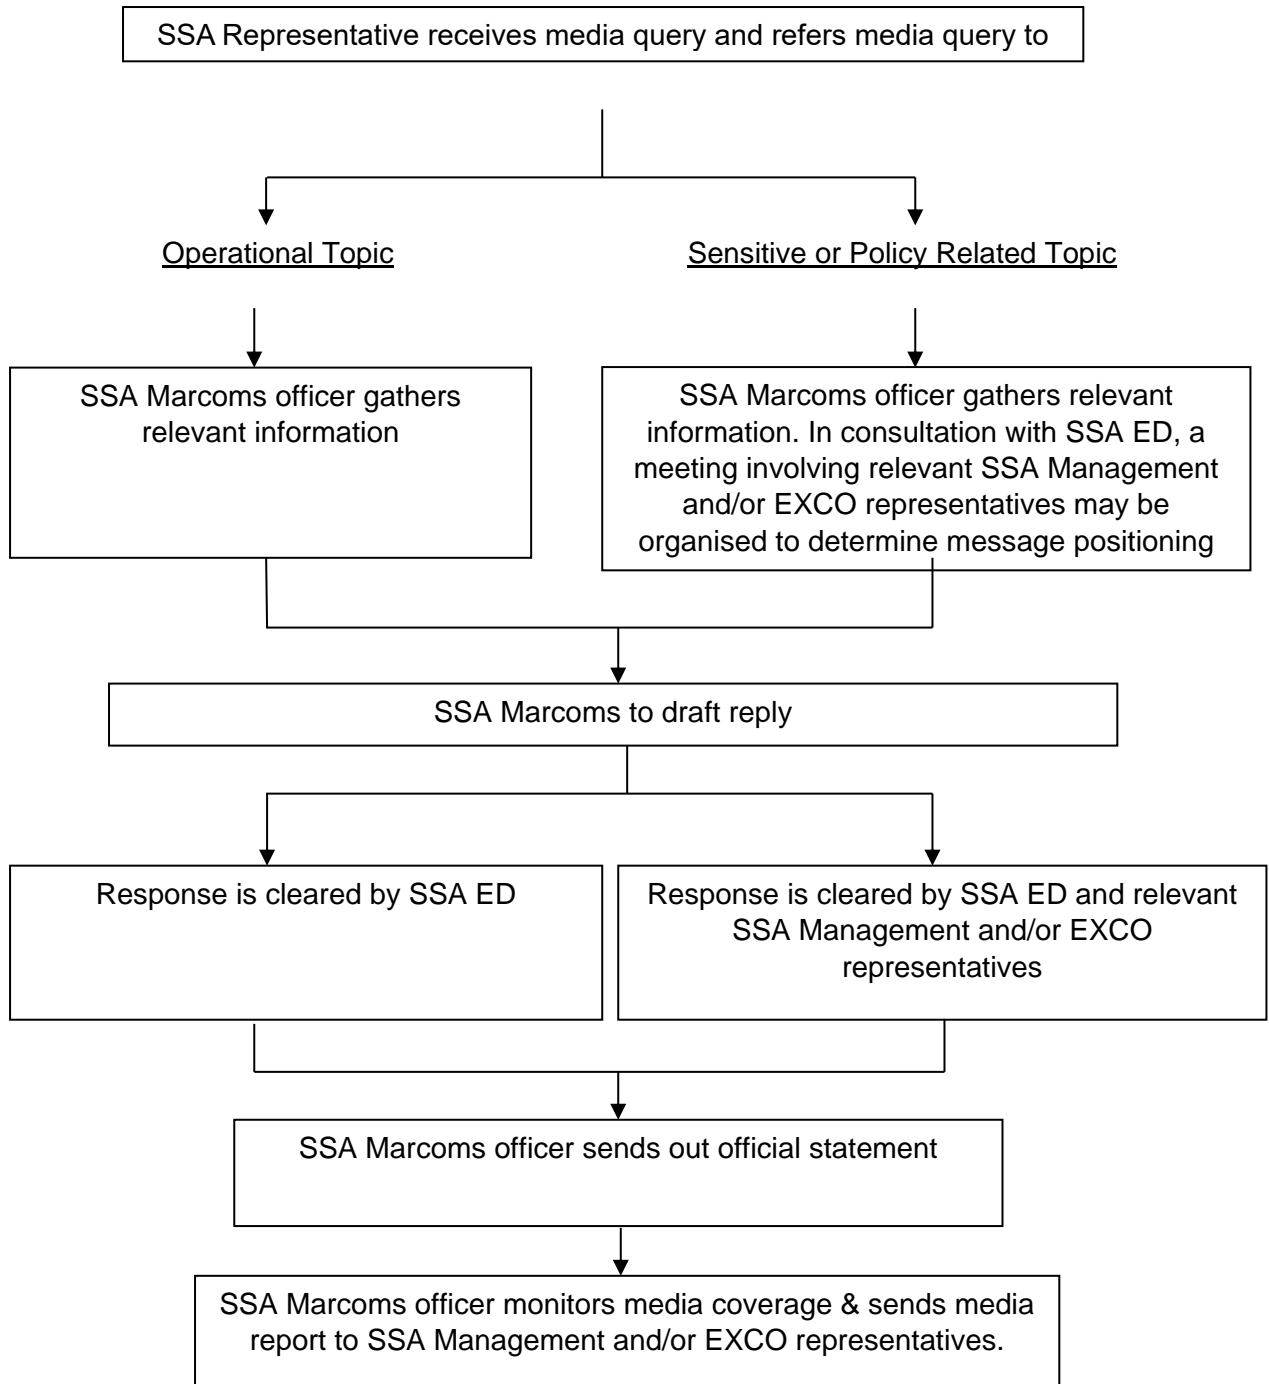 SSA Representative receives media query and refers media query to
Operational Topic
Sensitive or Policy Related Topic
SSA Marcoms officer gathers
relevant information
SSA Marcoms officer gathers relevant
information. In consultation with SSA ED, a
meeting involving relevant SSA Management
and/or EXCO representatives may be
organised to determine message positioning
SSA Marcoms to draft reply
Response is cleared by SSA ED
Response is cleared by SSA ED and relevant
SSA Management and/or EXCO
representatives
SSA Marcoms officer sends out official statement
SSA Marcoms officer monitors media coverage & sends media
report to SSA Management and/or EXCO representatives.